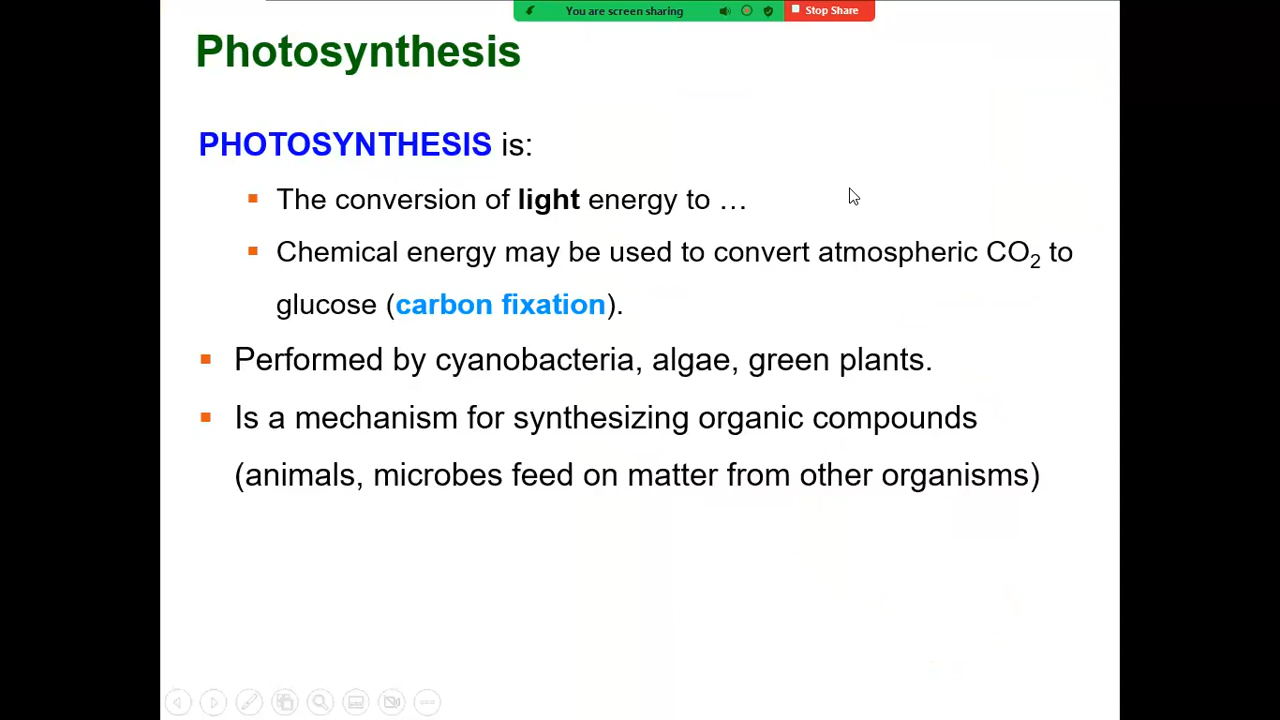 You are screen sharing
Stop Share
Photosynthesis
PHOTOSYNTHESIS is:
▪ The conversion of light energy to …
▪ Chemical energy may be used to convert atmospheric CO₂ to
glucose (carbon fixation).
▪ Performed by cyanobacteria, algae, green plants.
▪ Is a mechanism for synthesizing organic compounds
(animals, microbes feed on matter from other organisms)